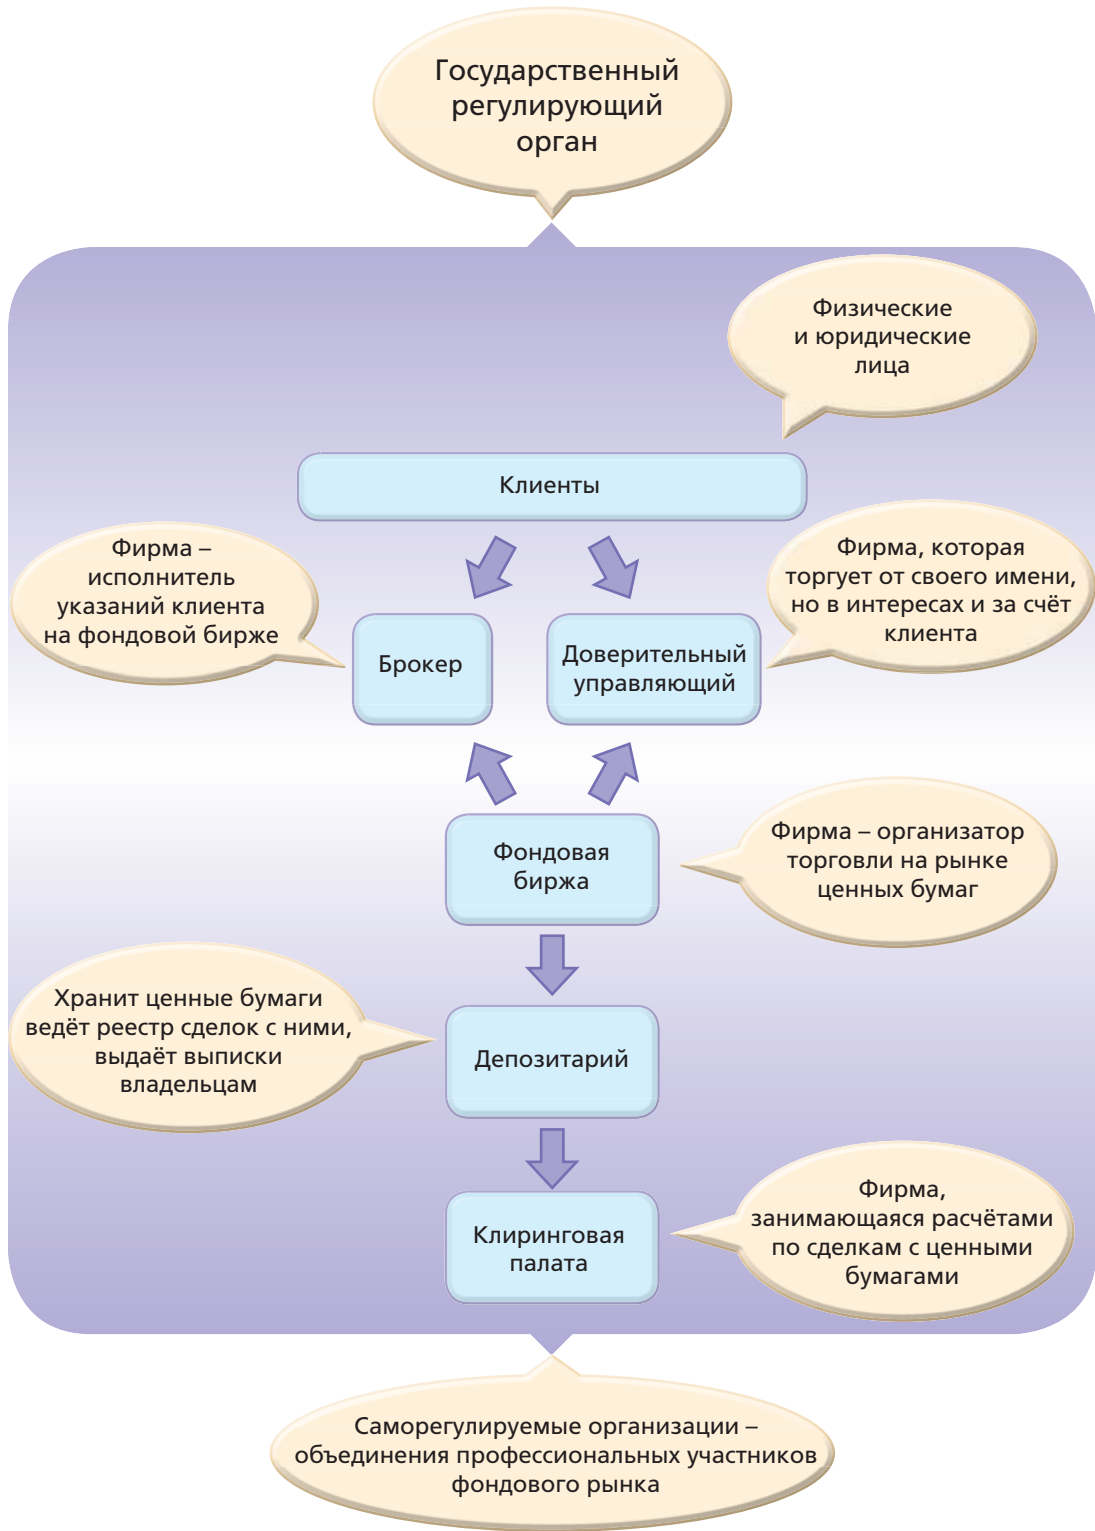 Государственный
регулирующий
орган
Физические
и юридические
лица
Клиенты
Фирма –
исполнитель
указаний клиента
на фондовой бирже
Фирма, которая
торгует от своего имени,
но в интересах и за счёт
клиента
Брокер
Доверительный
управляющий
Фондовая
биржа
Фирма – организатор
торговли на рынке
ценных бумаг
Хранит ценные бумаги
ведёт реестр сделок с ними,
выдаёт выписки
владельцам
Депозитарий
Клиринговая
палата
Фирма,
занимающаяся расчётами
по сделкам с ценными
бумагами
Саморегулируемые организации –
объединения профессиональных участников
фондового рынка